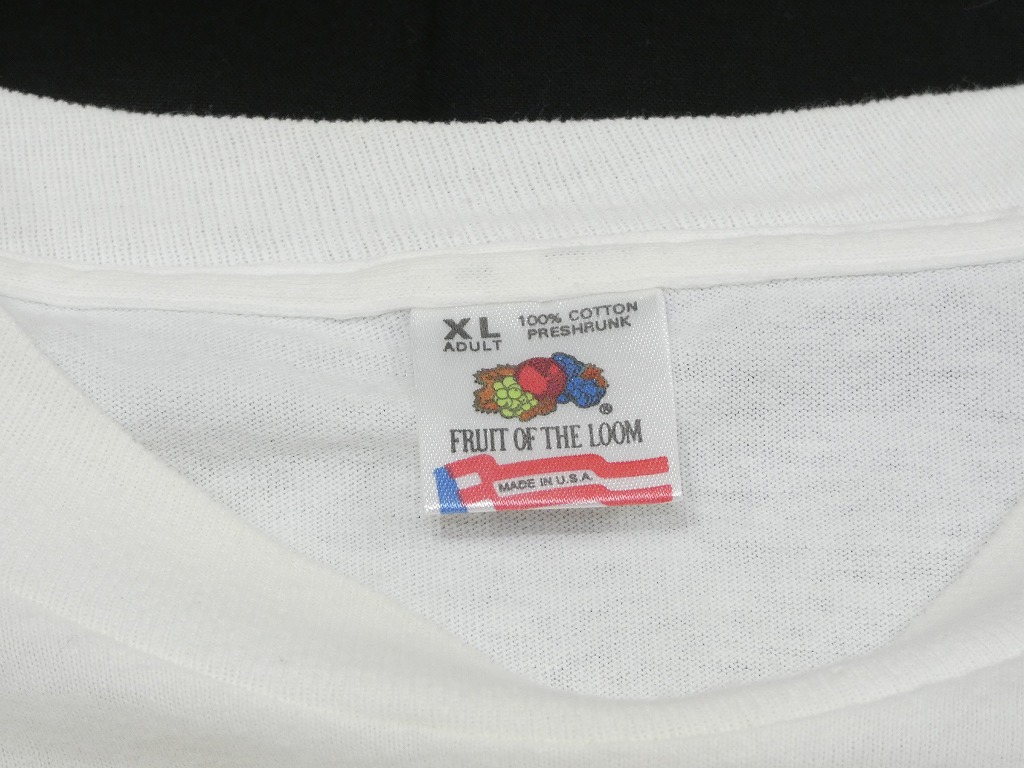 XL
ADULT
100% COTTON
PRESHRUNK
®
FRUIT OF THE LOOM
MADE IN U.S.A.